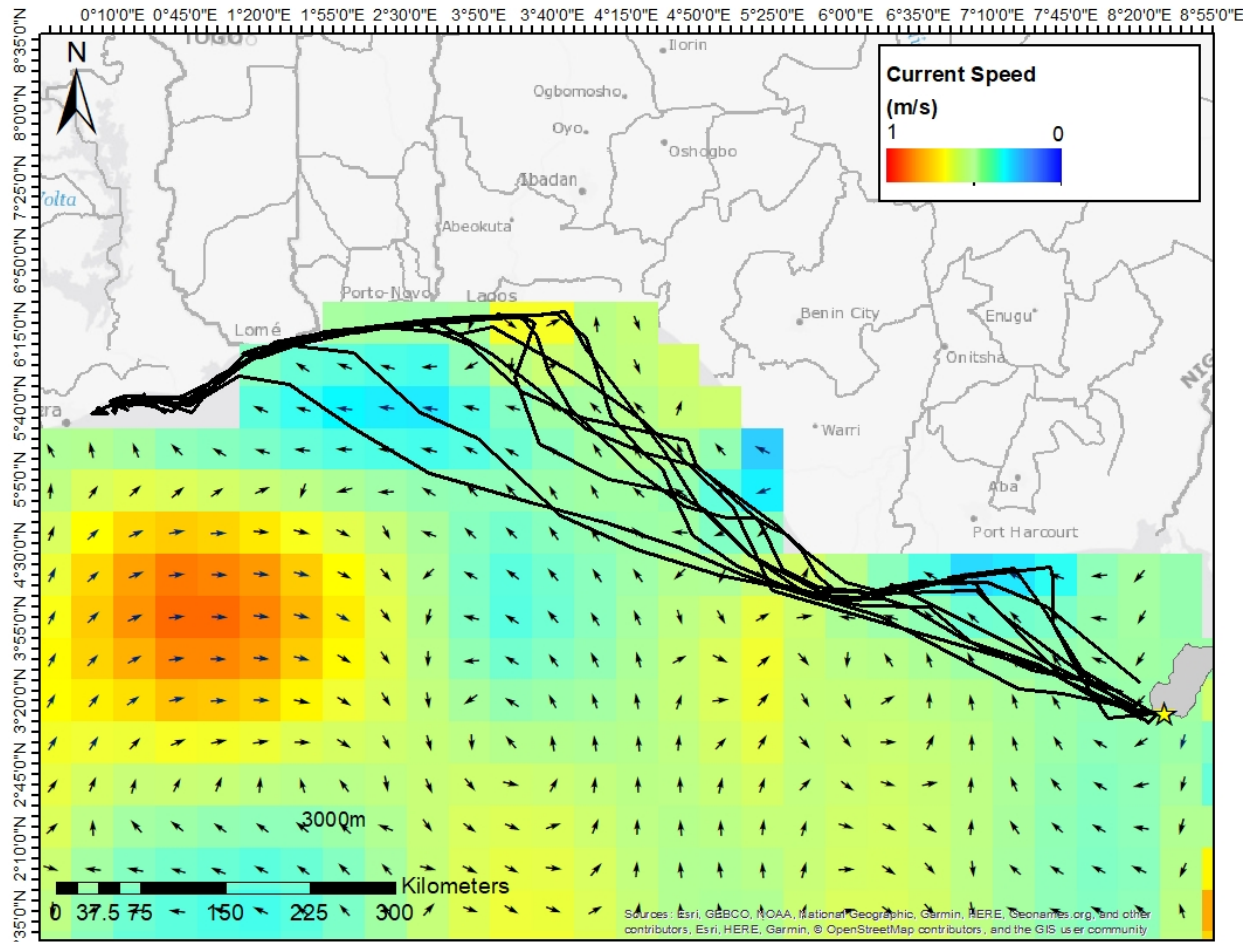 0°10'0"E 0°45'0"E 1°20'0"E 1°55'0"E 2°30'0"E 3°5'0"E 3°40'0"E 4°15'0"E 4°50'0"E 5°25'0"E 6°0'0"E 6°35'0"E 7°10'0"E 7°45'0"E 8°20'0"E 8°55'0"E
8°35'0"N
8°0'0"N
7°25'0"N
6°50'0"N
6°15'0"N
5°40'0"N
5°5'0"N
4°30'0"N
3°55'0"N
3°20'0"N
2°45'0"N
2°10'0"N
1°35'0"N
N
TOGO
Ilorin
Ogbomosho
Oyo
Oshogbo
Ibadan
Abeokuta
Porto-Novo
Lagos
Lomé
Benin City
Enugu
Onitsha
Warri
Aba
Port Harcourt
Current Speed
(m/s)
1 0
3000m
Kilometers
0 37.5 75 150 225 300
Sources: Esri, GEBCO, NOAA, National Geographic, Garmin, HERE, Geonames.org, and other
contributors, Esri, HERE, Garmin, © OpenStreetMap contributors, and the GIS user community